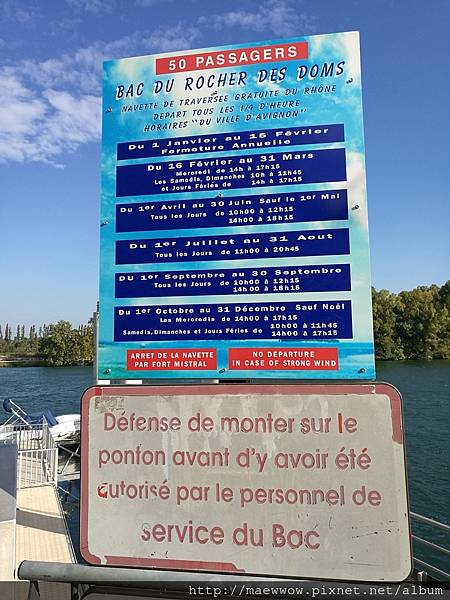 50 PASSAGERS
BAC DU ROCHER DES DOMS
NAVETTE DE TRAVERSEE GRATUITE DU RHÔNE
DEPART TOUS LES 1/4 D'HEURE
HORAIRES "DU VILLE D'AVIGNON"
Du 1 Janvier au 15 Février
Fermeture Annuelle
Du 16 Février au 31 Mars
Mercredi de 14h à 17h15
Les Samedis, Dimanches 10h à 11h45
et Jours Fériés de 14h à 17h15
Du 1er Avril au 30 Juin Sauf le 1er Mai
Tous les Jours de 10h00 à 12h15
14h00 à 18h15
Du 1er Juillet au 31 Aout
Tous les Jours de 11h00 à 20h45
Du 1er Septembre au 30 Septembre
Tous les Jours de 10h00 à 12h15
14h00 à 18h15
Du 1er Octobre au 31 Décembre Sauf Noël
Les Mercredis de 14h00 à 17h15
Samedis, Dimanches et Jours Fériés de 10h00 à 11h45
14h00 à 17h15
ARRET DE LA NAVETTE
PAR FORT MISTRAL
NO DEPARTURE
IN CASE OF STRONG WIND
Défense de monter sur le
ponton avant d'y avoir été
autorisé par le personnel de
service du Bac
http://maewwow.pixnet.net/album